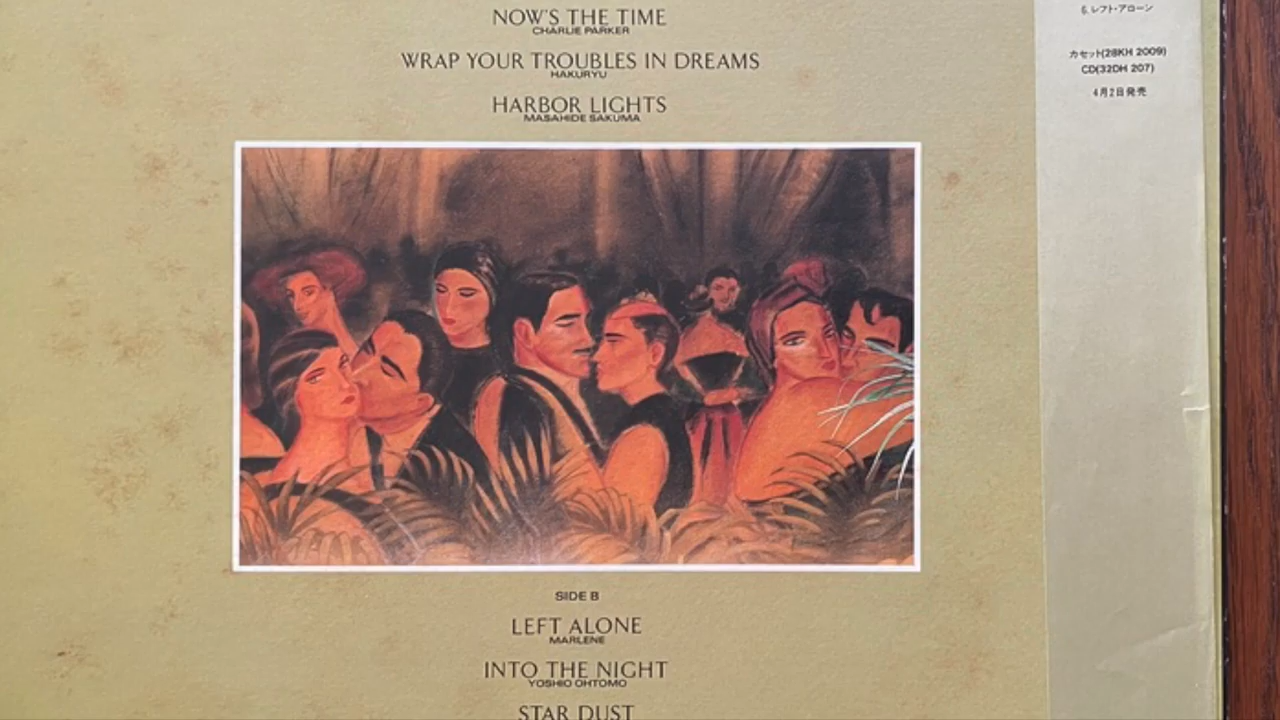 NOW'S THE TIME
CHARLIE PARKER
WRAP YOUR TROUBLES IN DREAMS
HAKURYU
HARBOR LIGHTS
MASAHIDE SAKUMA
SIDE B
LEFT ALONE
MARLENE
INTO THE NIGHT
YOSHIO OHTOMO
STAR DUST
6.レフト・アローン
カセット(28KH 2009)
CD(32DH 207)
4月2日発売